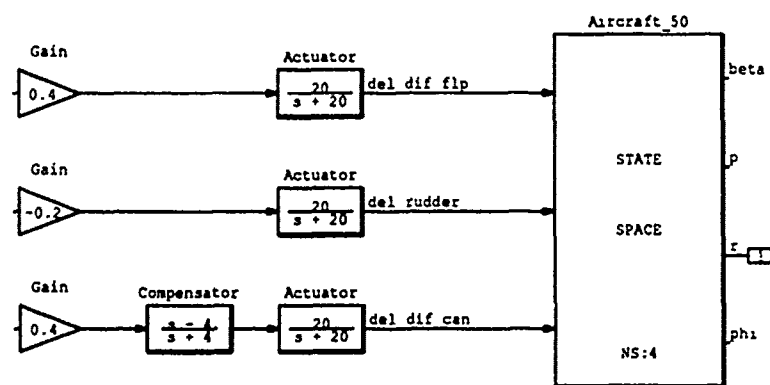 Aircraft_50
Gain
0.4
Actuator
20
s + 20
del dif flp
beta
Gain
-0.2
Actuator
20
s + 20
del rudder
STATE
SPACE
p
r
Gain
0.4
Compensator
s - 4
s + 4
Actuator
20
s + 20
del dif can
NS:4
phi